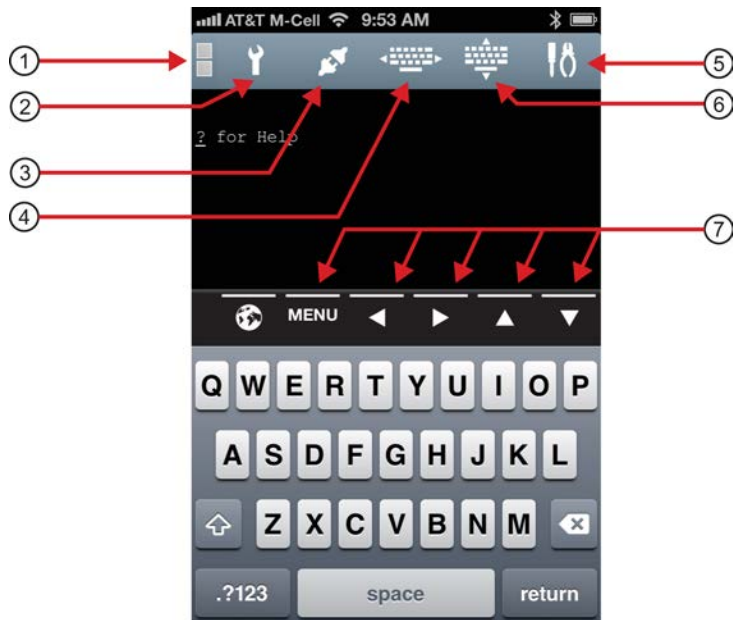 AT&T M-Cell 9:53 AM
1
2
3
4
5
6
7
? for Help
MENU
Q W E R T Y U I O P
A S D F G H J K L
Z X C V B N M
.?123 space return